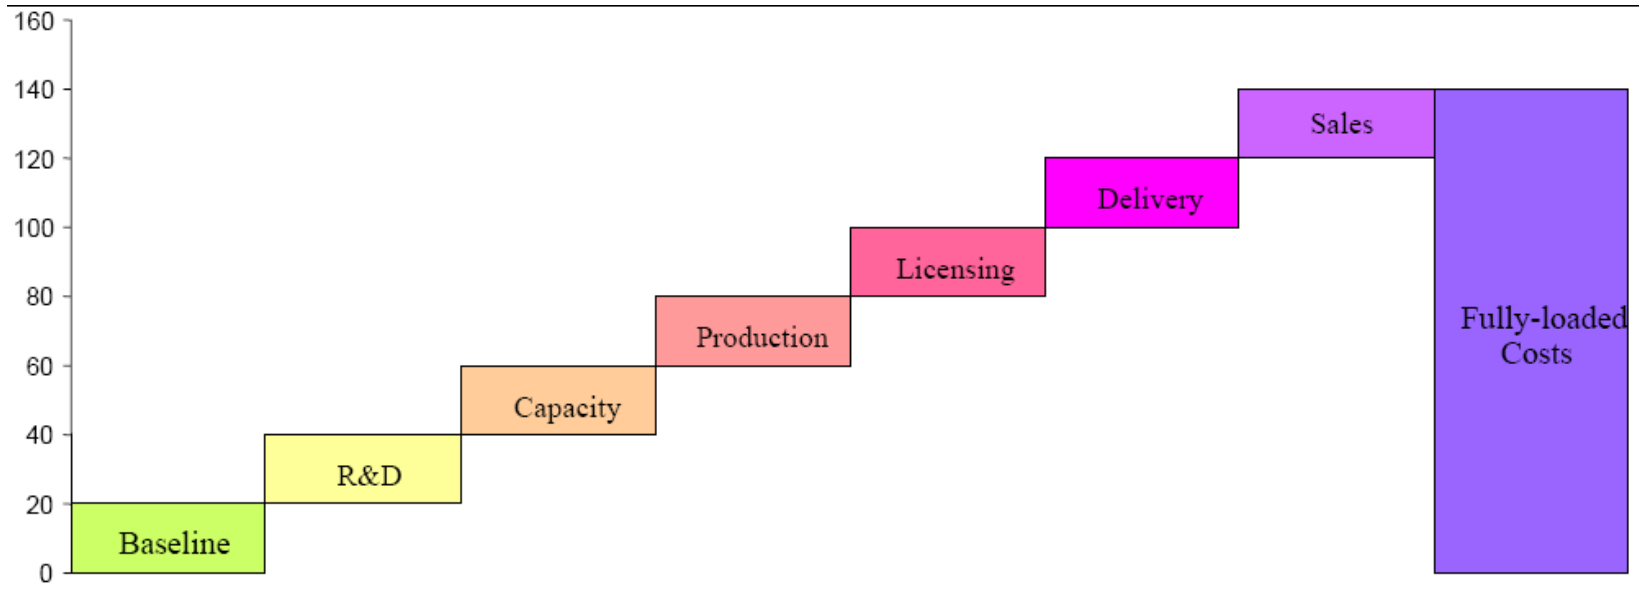 160
140
120
100
80
60
40
20
0
Sales
Delivery
Licensing
Production
Capacity
R&D
Baseline
Fully-loaded
Costs